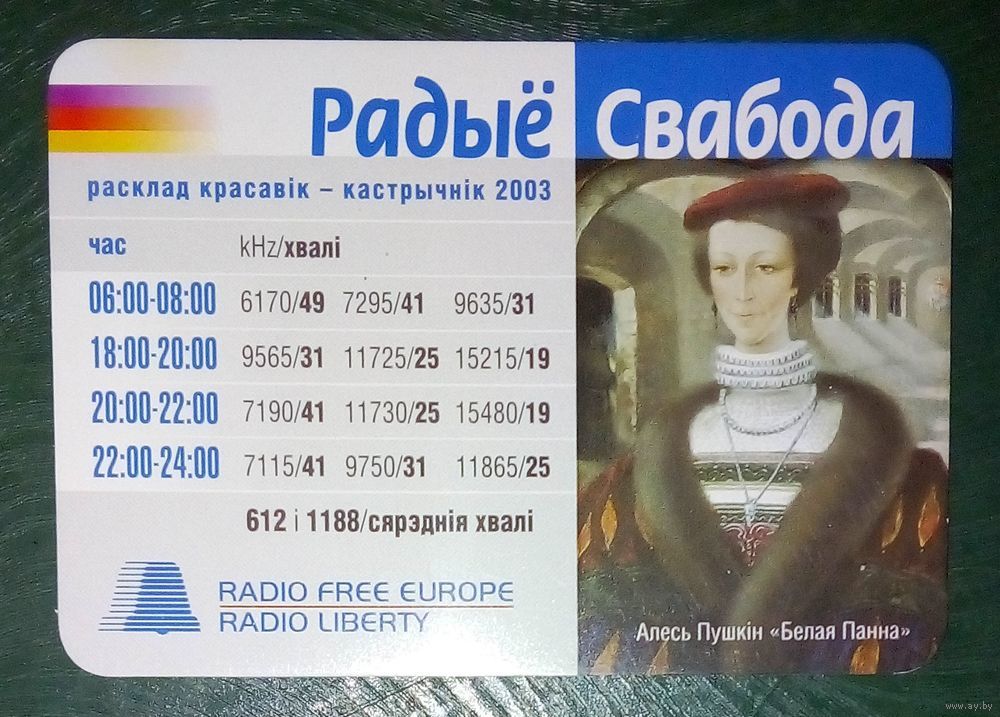 Радыё Свабода
расклад красавік – кастрычнік 2003
час kHz/хвалі
06:00-08:00 6170/49 7295/41 9635/31
18:00-20:00 9565/31 11725/25 15215/19
20:00-22:00 7190/41 11730/25 15480/19
22:00-24:00 7115/41 9750/31 11865/25
612 і 1188/сярэднія хвалі
RADIO FREE EUROPE
RADIO LIBERTY
Алесь Пушкін «Белая Панна»
www.ay.by